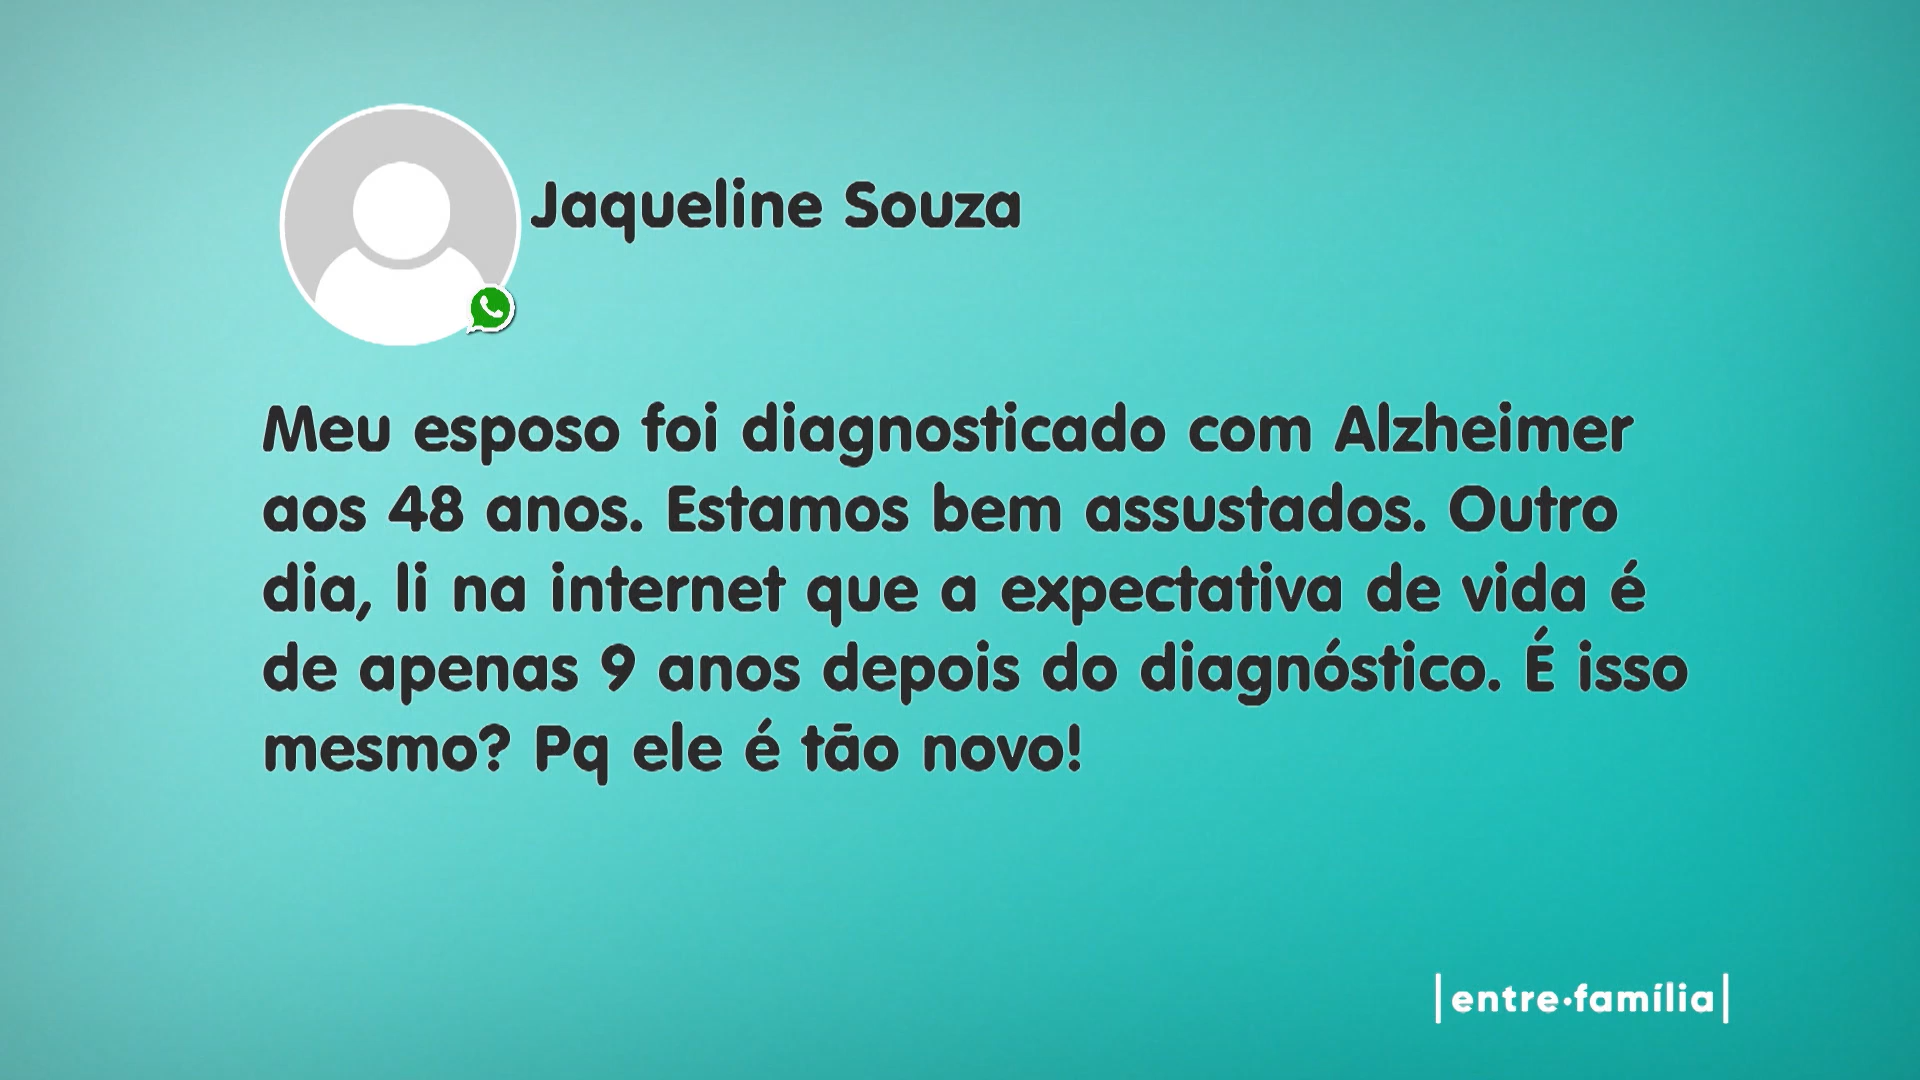 Jaqueline Souza
Meu esposo foi diagnosticado com Alzheimer
aos 48 anos. Estamos bem assustados. Outro
dia, li na internet que a expectativa de vida é
de apenas 9 anos depois do diagnóstico. É isso
mesmo? Pq ele é tão novo!
|entre•família|